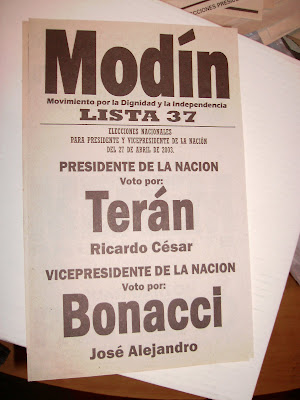 Modín
Movimiento por la Dignidad y la Independencia
LISTA 37
ELECCIONES NACIONALES
PARA PRESIDENTE Y VICEPRESIDENTE DE LA NACIÓN
DEL 27 DE ABRIL DE 2003.
PRESIDENTE DE LA NACION
Voto por:
Terán
Ricardo César
VICEPRESIDENTE DE LA NACION
Voto por:
Bonacci
José Alejandro